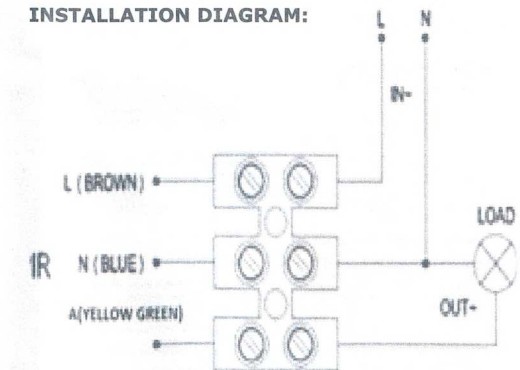 INSTALLATION DIAGRAM:
L N
IN-
L (BROWN)
LOAD
IR N (BLUE)
OUT-
A(YELLOW GREEN)